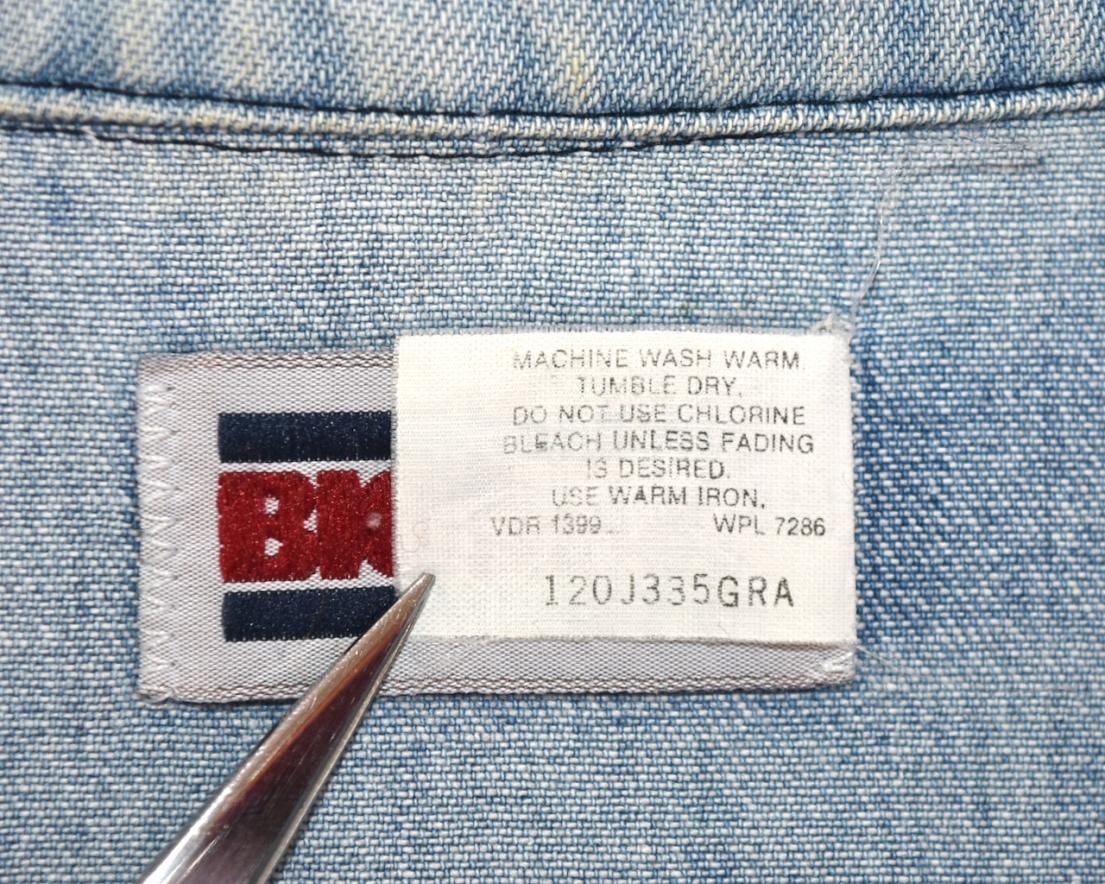 BI
MACHINE WASH WARM,
TUMBLE DRY,
DO NOT USE CHLORINE
BLEACH UNLESS FADING
IS DESIRED.
USE WARM IRON.
VDR 1399 WPL 7286
120J335GRA